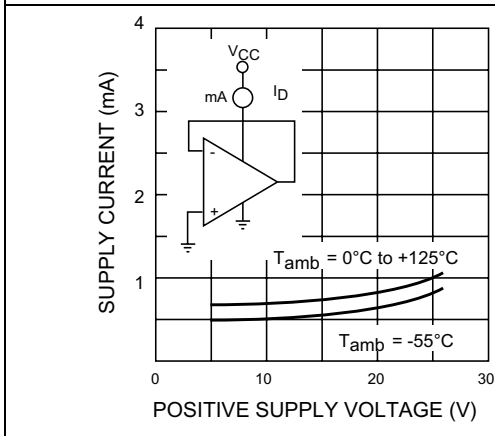 4
VCC
mA
ID
3
-
2
+
Tamb = 0°C to +125°C
1
Tamb = -55°C
SUPPLY CURRENT (mA)
0
10
20
30
POSITIVE SUPPLY VOLTAGE (V)